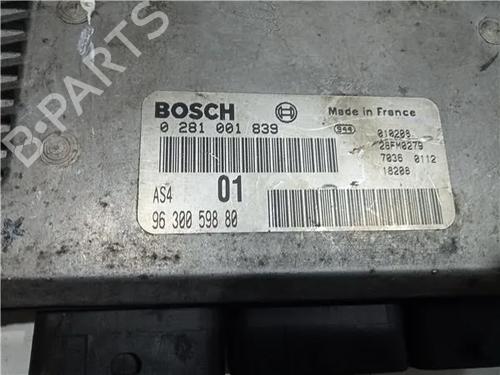 B-PARTS
BOSCH
Made in France
0 281 001 839
S44
010208
28FM0279
7036 0112
18208
AS4 01
96 300 598 80